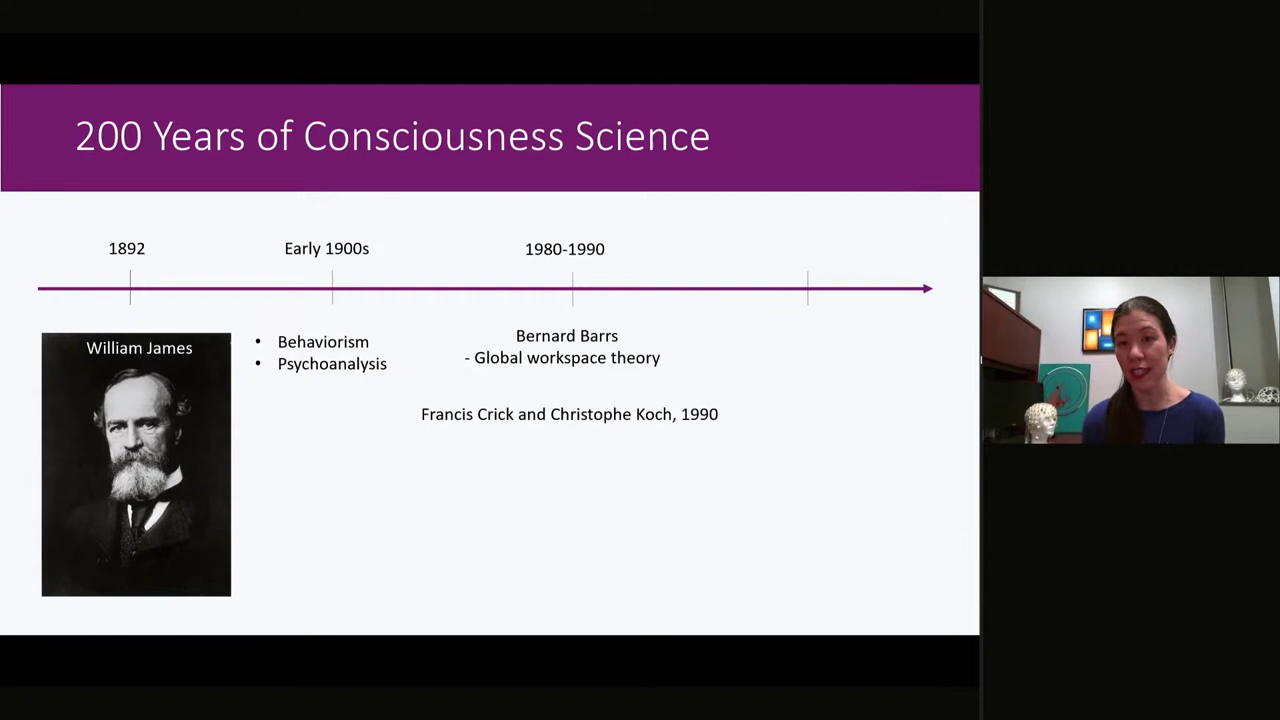 200 Years of Consciousness Science
1892
Early 1900s
1980-1990
William James
• Behaviorism
• Psychoanalysis
Bernard Barrs
- Global workspace theory
Francis Crick and Christophe Koch, 1990